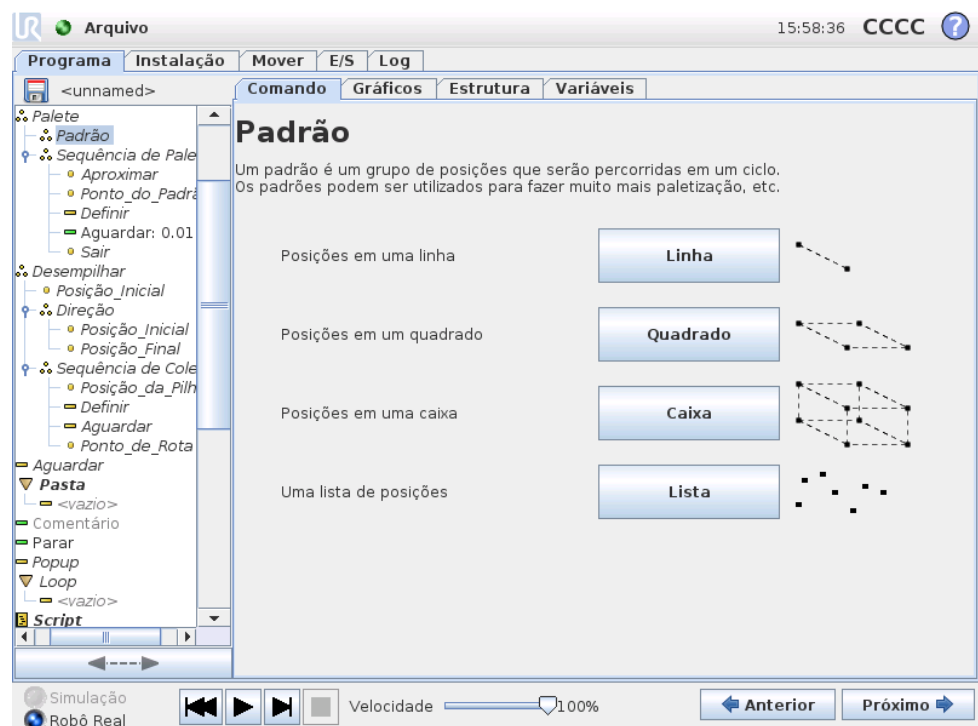 UR Arquivo 15:58:36 CCCC ?
Programa Instalação Mover E/S Log
<unnamed>
Comando Gráficos Estrutura Variáveis
Palete
Padrão
Sequência de Pale
Aproximar
Ponto_do_Padrã
Definir
Aguardar: 0.01
Sair
Desempilhar
Posição_Inicial
Direção
Posição_Inicial
Posição_Final
Sequência de Cole
Posição_da_Pilh
Definir
Aguardar
Ponto_de_Rota
Aguardar
Pasta
<vazio>
Comentário
Parar
Popup
Loop
<vazio>
Script
Padrão
Um padrão é um grupo de posições que serão percorridas em um ciclo.
Os padrões podem ser utilizados para fazer muito mais paletização, etc.
Posições em uma linha Linha
Posições em um quadrado Quadrado
Posições em uma caixa Caixa
Uma lista de posições Lista
Simulação
Robô Real
Velocidade 100%
Anterior Próximo